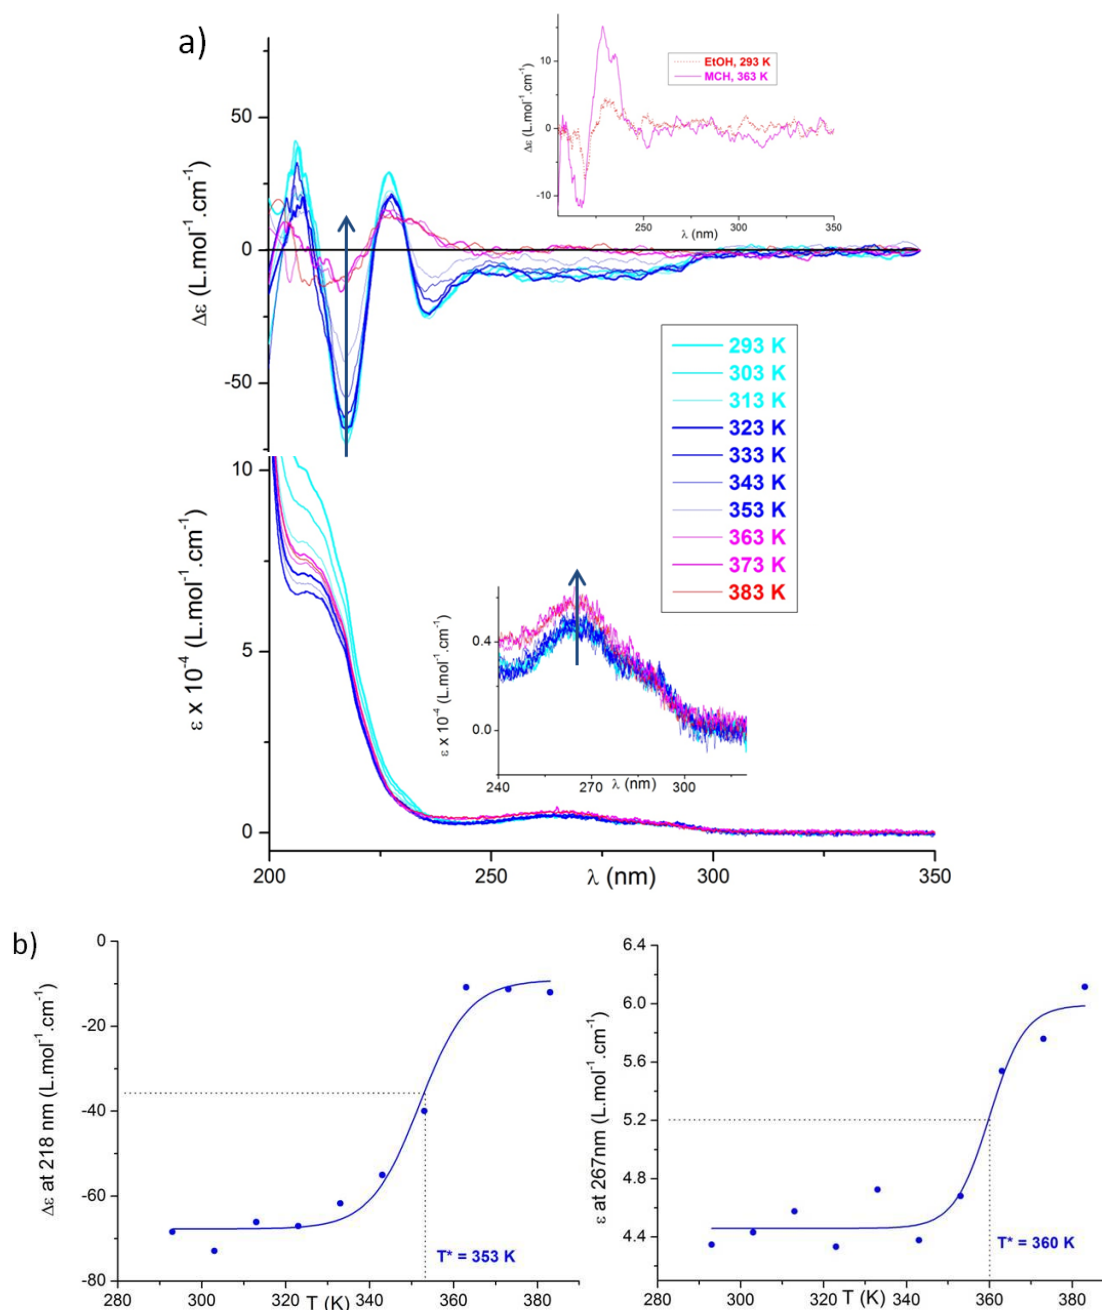 a)
EtOH, 293 K
MCH, 363 K
Δε (L.mol⁻¹.cm⁻¹)
10
0
-10
250
300
350
λ (nm)
50
0
-50
Δε (L.mol⁻¹.cm⁻¹)
293 K
303 K
313 K
323 K
333 K
343 K
353 K
363 K
373 K
383 K
10
5
0
ε x 10⁻⁴ (L.mol⁻¹.cm⁻¹)
0.4
0.0
ε x 10⁻⁴ (L.mol⁻¹.cm⁻¹)
240
270
300
λ (nm)
200
250
300
350
λ (nm)
b)
-0
-20
-40
-60
-80
Δε at 218 nm (L.mol⁻¹.cm⁻¹)
T* = 353 K
280
300
320
340
360
380
T (K)
6.4
6.0
5.6
5.2
4.8
4.4
ε at 267nm (L.mol⁻¹.cm⁻¹)
T* = 360 K
280
300
320
340
360
380
T (K)